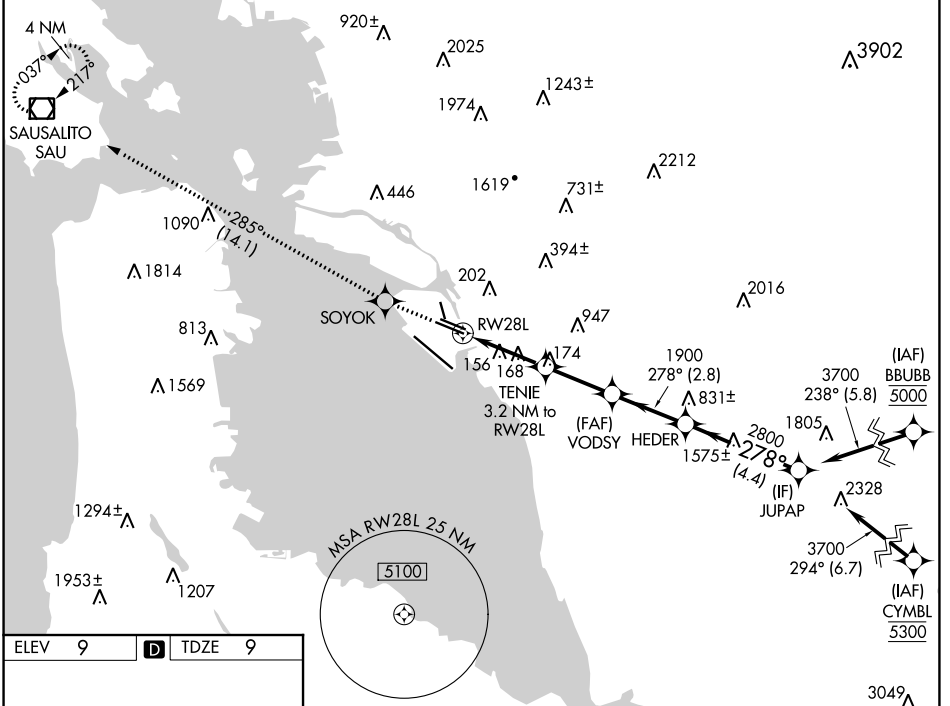 4 NM
037°
217°
SAUSALITO
SAU
920±
2025
1974
1243±
3902
1619
2212
731±
446
1090
285°
(14.1)
394±
1814
202
2016
SOYOK
RW28L
813
947
156
168
174
1569
TENIE
3.2 NM to
RW28L
(FAF)
VODSY
1900
278° (2.8)
831±
HEDER
1575±
2800
278°
(4.4)
1805
3700
238° (5.8)
(IAF)
BBUBB
5000
(IF)
JUPAP
2328
3700
294° (6.7)
(IAF)
CYMBL
5300
1294±
1953±
1207
MSA RW28L 25 NM
5100
ELEV 9 D TDZE 9
3049